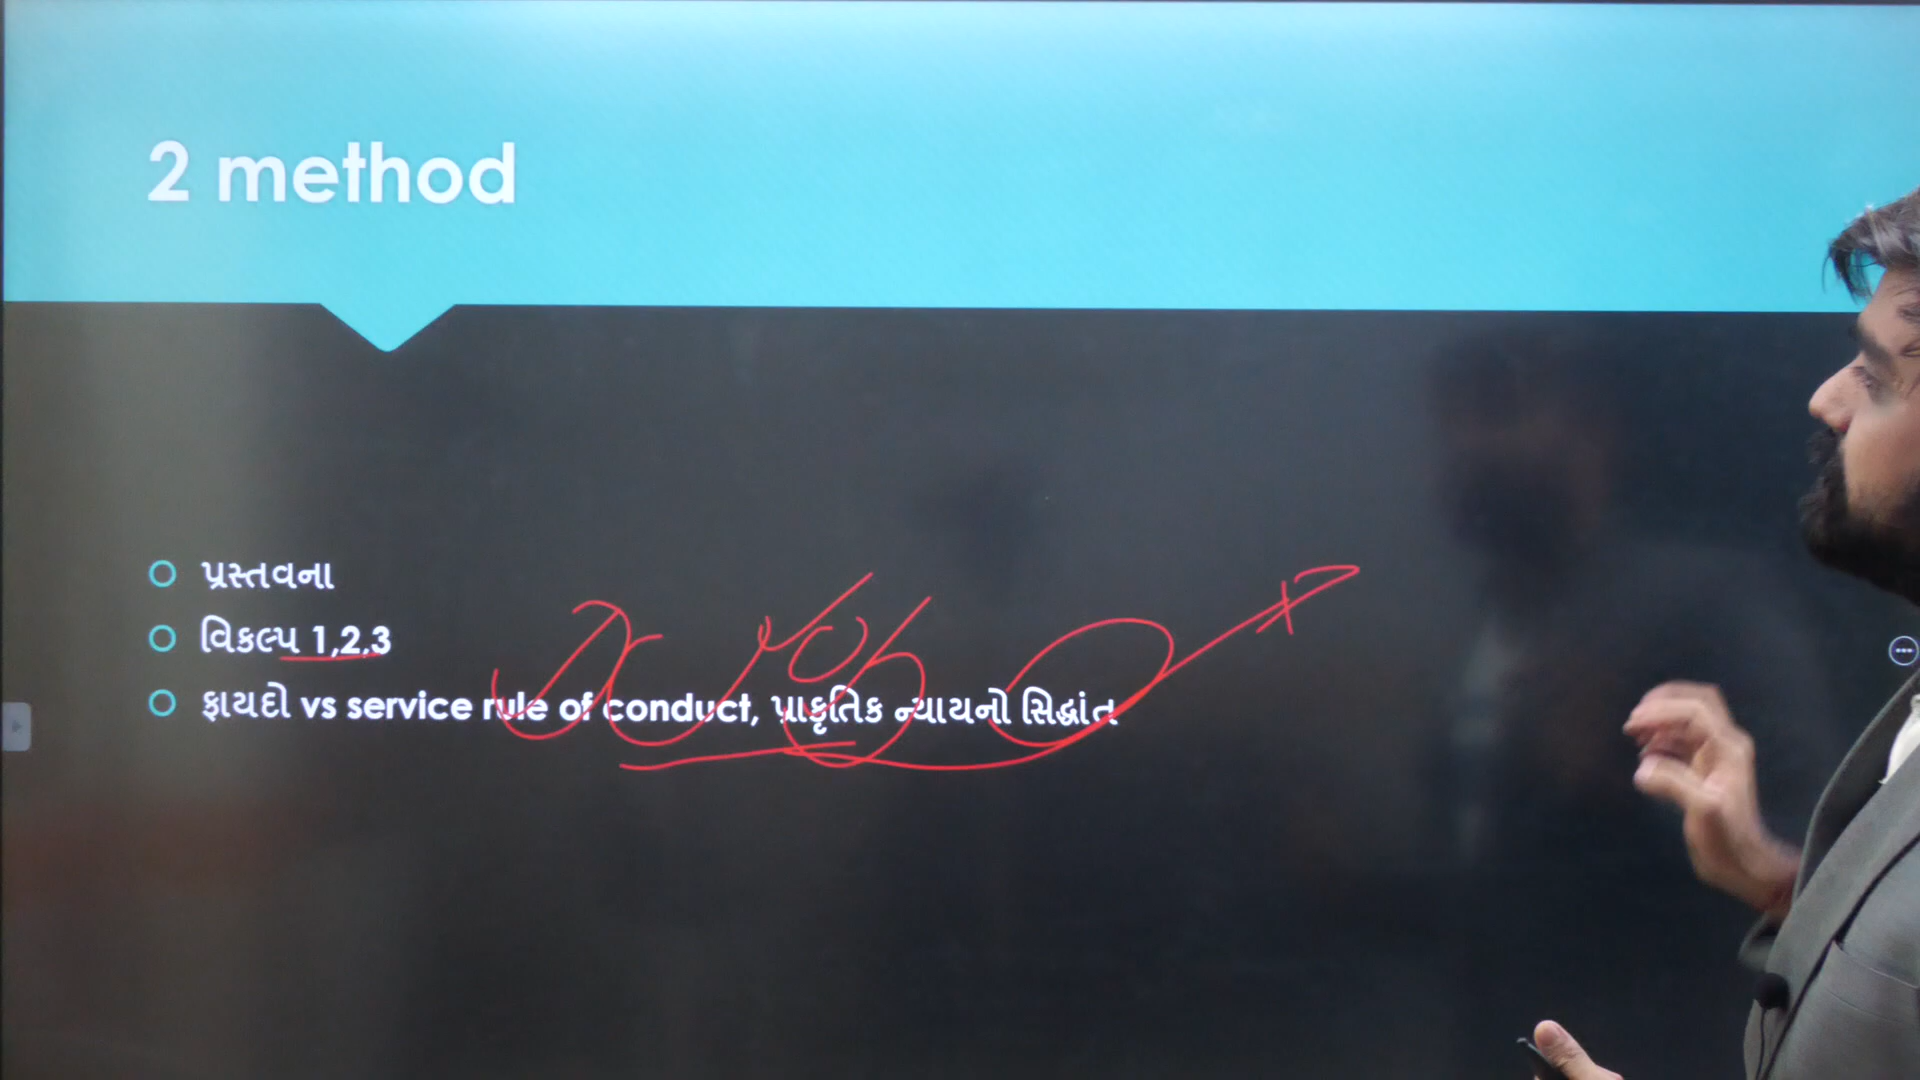 2 method
પ્રસ્તવના
વિકલ્પ 1,2,3
ફાયદો vs service rule of conduct, પ્રાકૃતિક ન્યાયનો સિદ્ધાંત